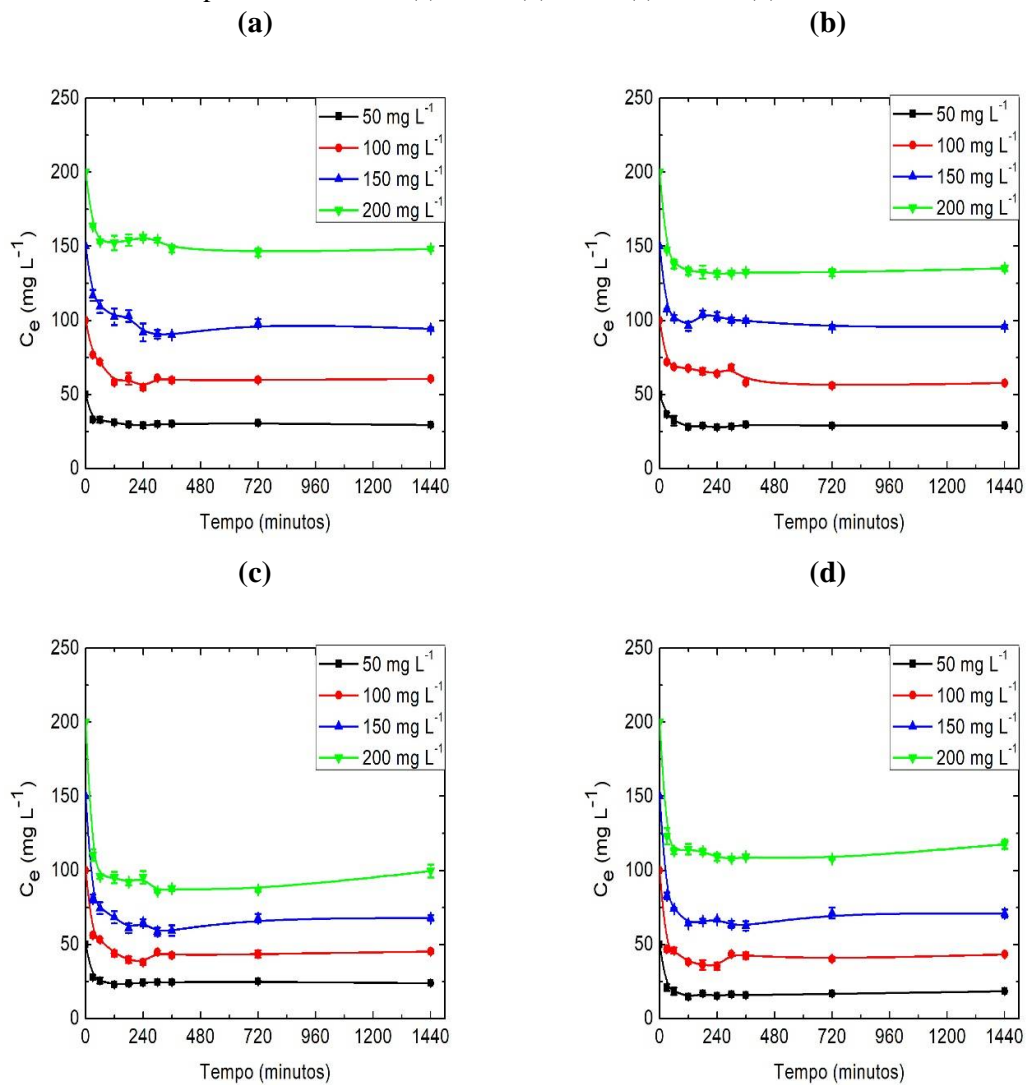 (a)
(b)
250
200
150
100
50
0
C_e (mg L⁻¹)
50 mg L⁻¹
100 mg L⁻¹
150 mg L⁻¹
200 mg L⁻¹
0 240 480 720 960 1200 1440
Tempo (minutos)
250
200
150
100
50
0
C_e (mg L⁻¹)
50 mg L⁻¹
100 mg L⁻¹
150 mg L⁻¹
200 mg L⁻¹
0 240 480 720 960 1200 1440
Tempo (minutos)
(c)
(d)
250
200
150
100
50
0
C_e (mg L⁻¹)
50 mg L⁻¹
100 mg L⁻¹
150 mg L⁻¹
200 mg L⁻¹
0 240 480 720 960 1200 1440
Tempo (minutos)
250
200
150
100
50
0
C_e (mg L⁻¹)
50 mg L⁻¹
100 mg L⁻¹
150 mg L⁻¹
200 mg L⁻¹
0 240 480 720 960 1200 1440
Tempo (minutos)